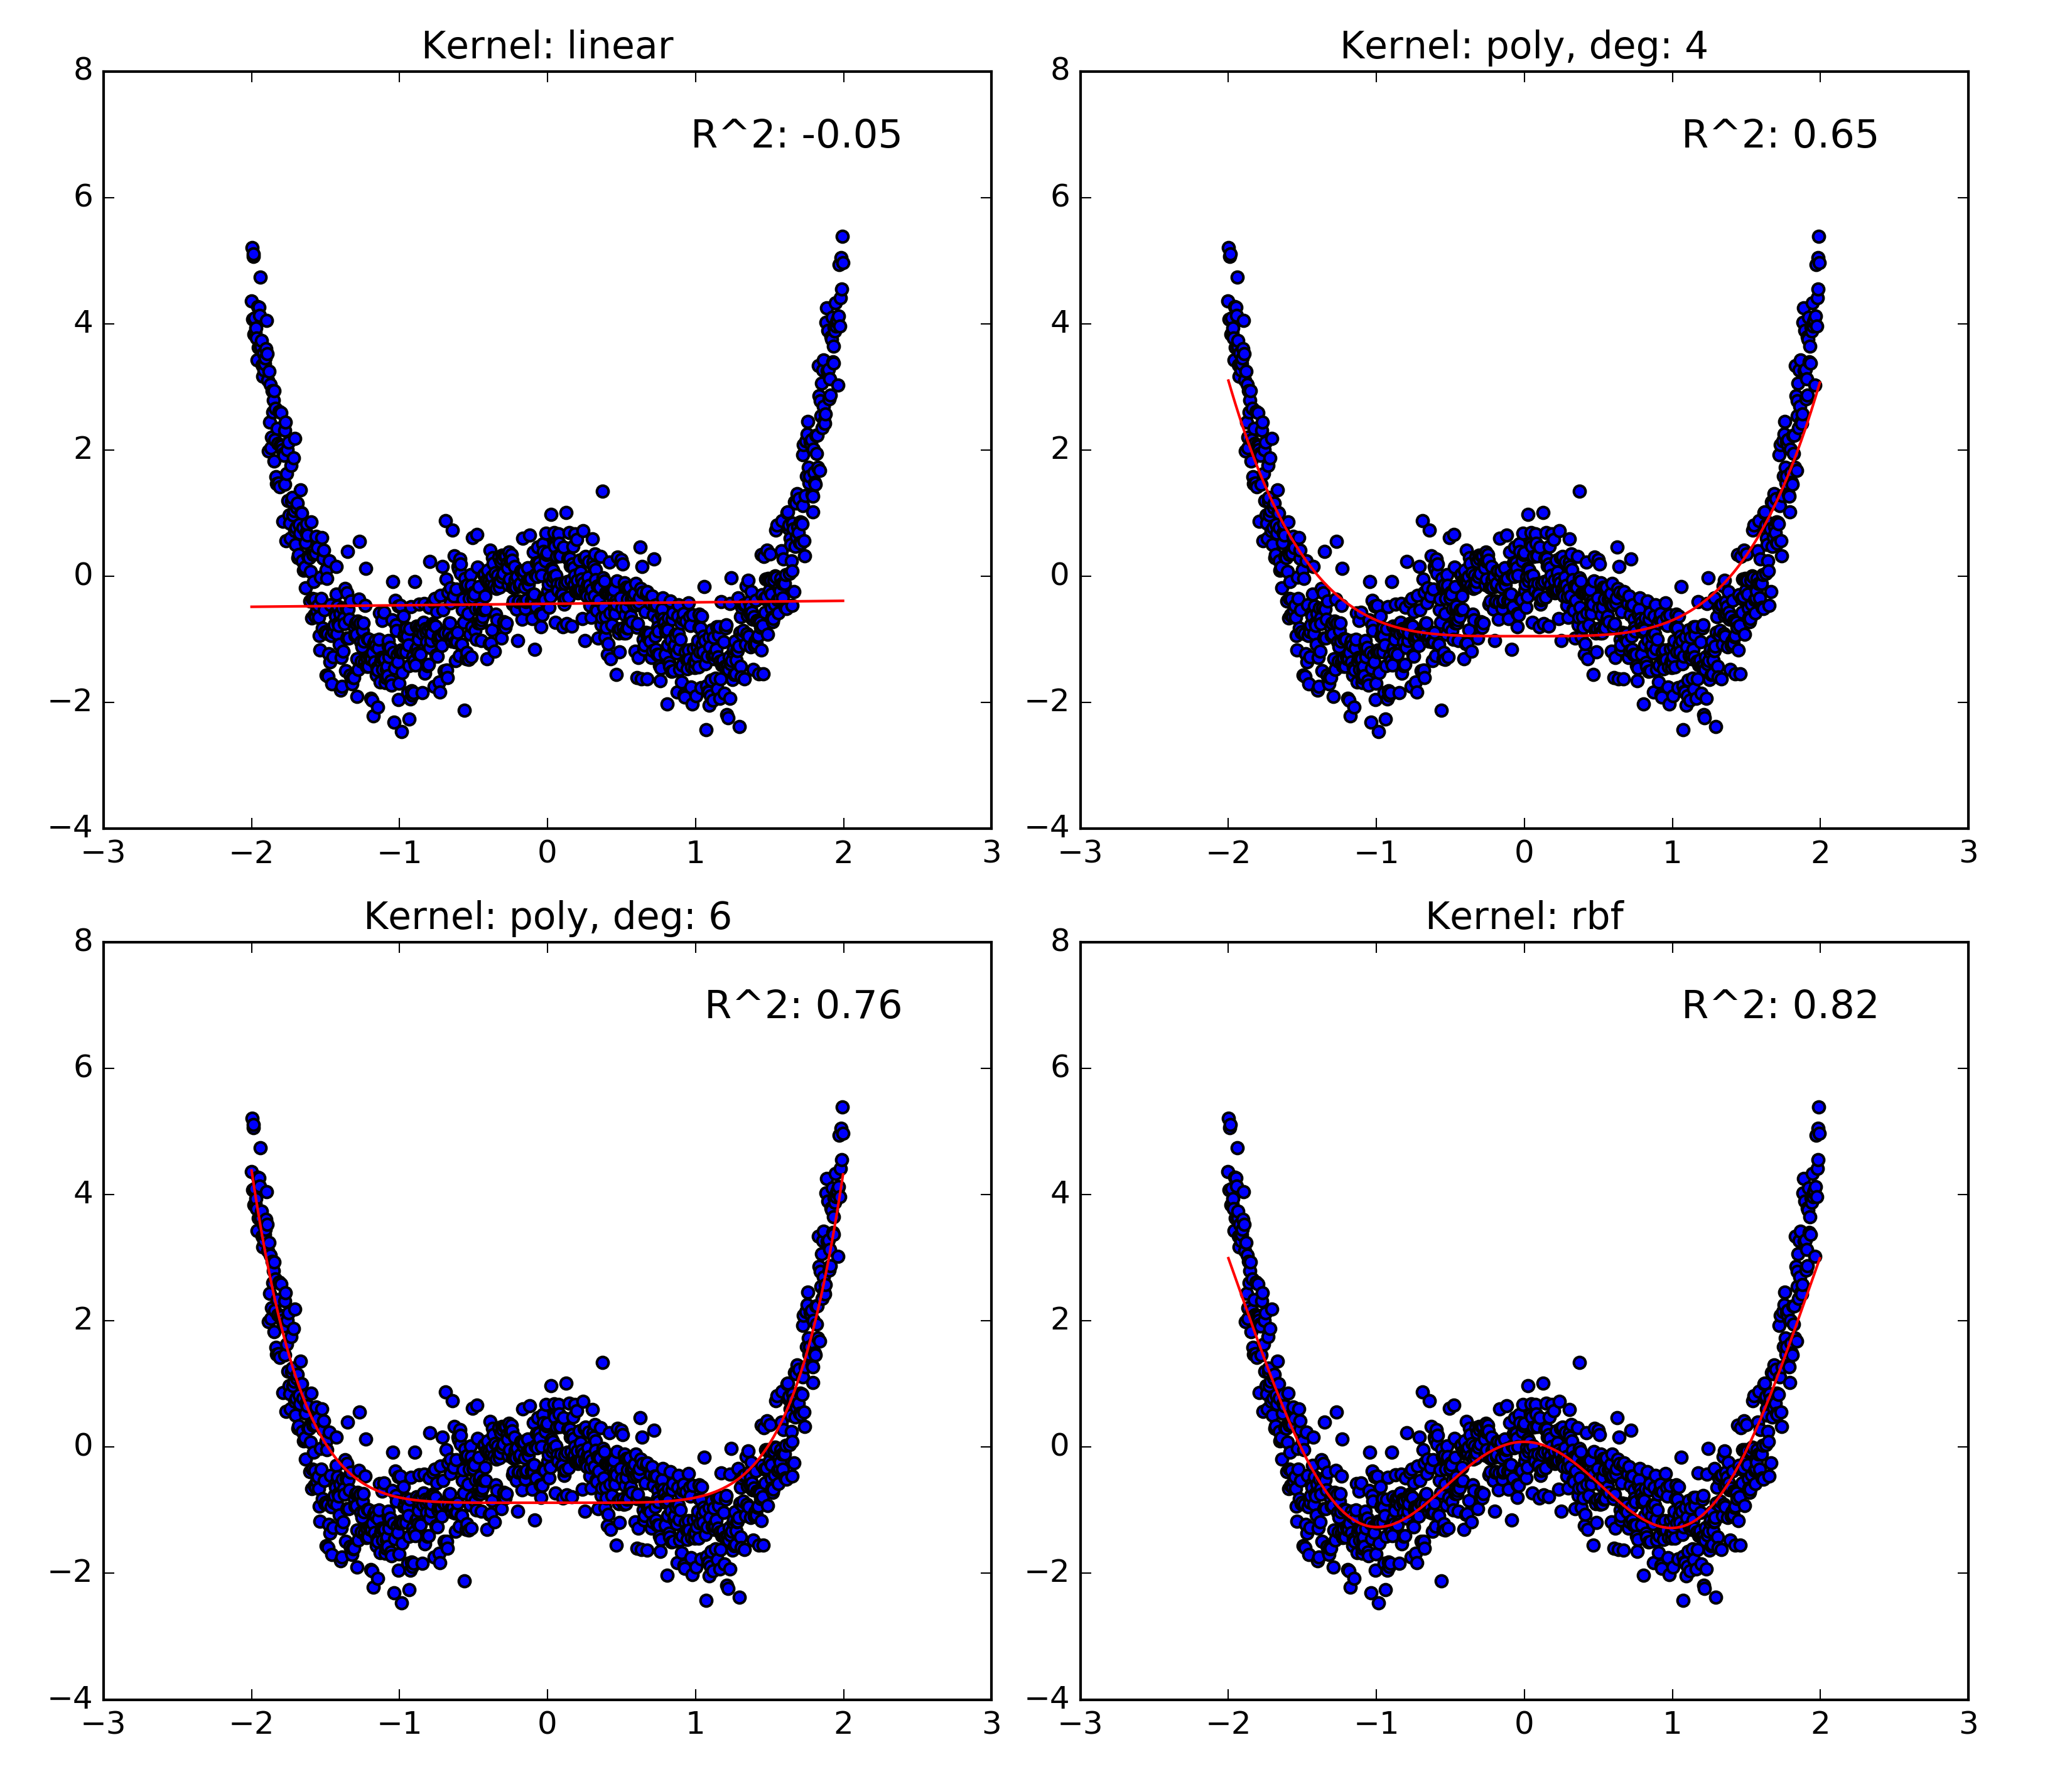 Kernel: linear
R^2: -0.05
8
6
4
2
0
−2
−4
−3 −2 −1 0 1 2 3
Kernel: poly, deg: 4
R^2: 0.65
8
6
4
2
0
−2
−4
−3 −2 −1 0 1 2 3
Kernel: poly, deg: 6
R^2: 0.76
8
6
4
2
0
−2
−4
−3 −2 −1 0 1 2 3
Kernel: rbf
R^2: 0.82
8
6
4
2
0
−2
−4
−3 −2 −1 0 1 2 3